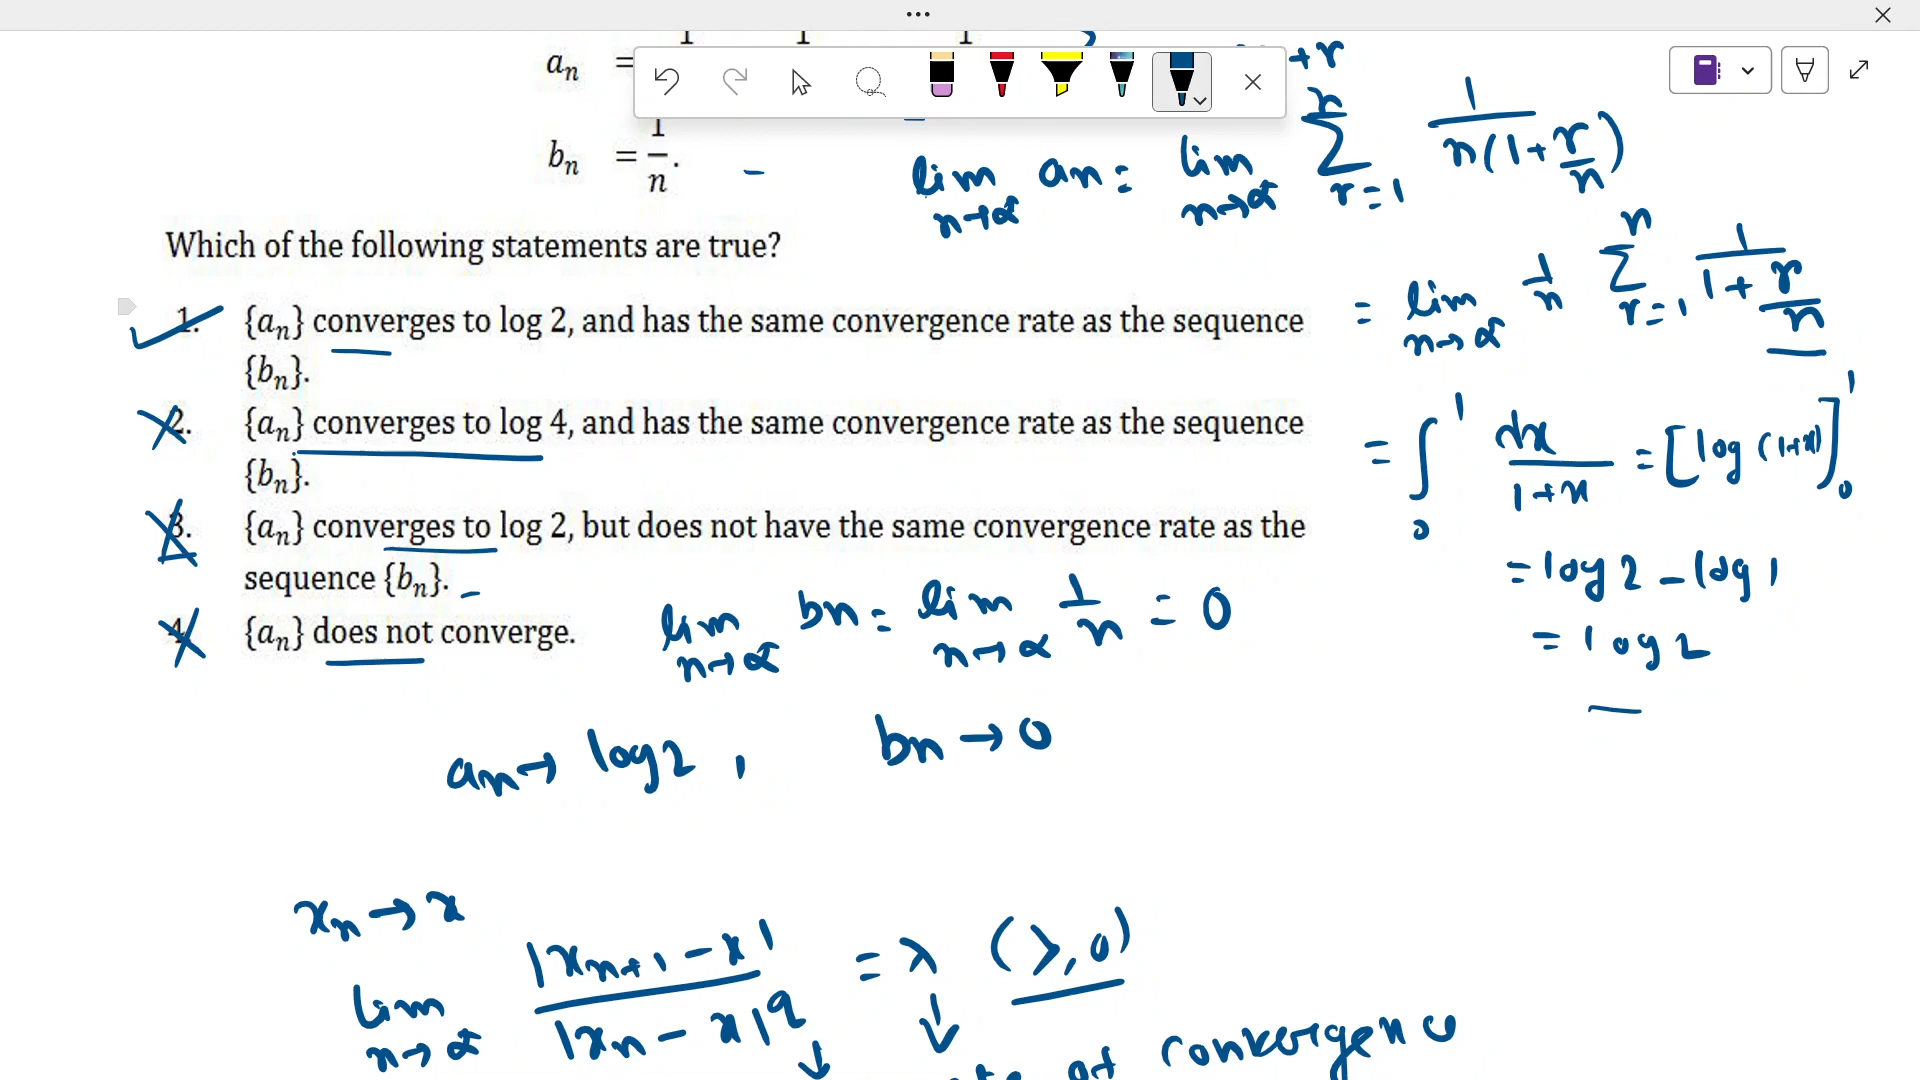 aₙ =
+r
bₙ = 1/n.
lim n→∝ an = lim n→∝ Σ r=1 n 1/n(1+r/n)
Which of the following statements are true?
= lim n→∝ 1/n Σ r=1 n 1/(1+r/n)
1. {aₙ} converges to log 2, and has the same convergence rate as the sequence
{bₙ}.
2. {aₙ} converges to log 4, and has the same convergence rate as the sequence
{bₙ}.
= ∫ 0 1 dx/1+x = [log (1+x)] 0 1
3. {aₙ} converges to log 2, but does not have the same convergence rate as the
sequence {bₙ}.
= log 2 - log 1
4. {aₙ} does not converge.
lim n→∝ bn = lim n→∝ 1/n = 0
= log 2
an → log 2 , bn → 0
xn → x
lim n→∝ |xn+1 - x| / |xn - x|^q = λ (>, 0)
of convergence